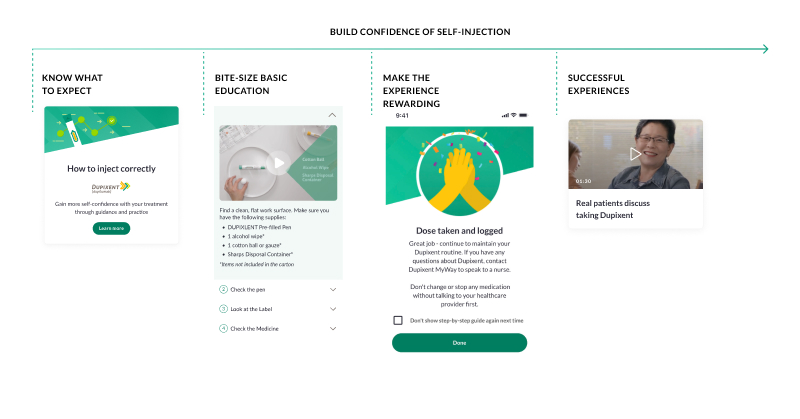 BUILD CONFIDENCE OF SELF-INJECTION
KNOW WHAT
TO EXPECT
How to inject correctly
DUPIXENT
(dupilumab)
Gain more self-confidence with your treatment
through guidance and practice
Learn more
BITE-SIZE BASIC
EDUCATION
Cotton Ball
Alcohol Wipe
Sharps Disposal
Container
Find a clean, flat work surface. Make sure you
have the following supplies:
• DUPIXLENT Pre-filled Pen
• 1 alcohol wipe*
• 1 cotton ball or gauze*
• Sharps Disposal Container*
*Items not included in the carton
2 Check the pen
3 Look at the Label
4 Check the Medicine
MAKE THE
EXPERIENCE
REWARDING
9:41
Dose taken and logged
Great job - continue to maintain your
Dupixent routine. If you have any
questions about Dupixent, contact
Dupixent MyWay to speak to a nurse.
Don't change or stop any medication
without talking to your healthcare
provider first.
Don't show step-by-step guide again next time
Done
SUCCESSFUL
EXPERIENCES
01:30
Real patients discuss
taking Dupixent